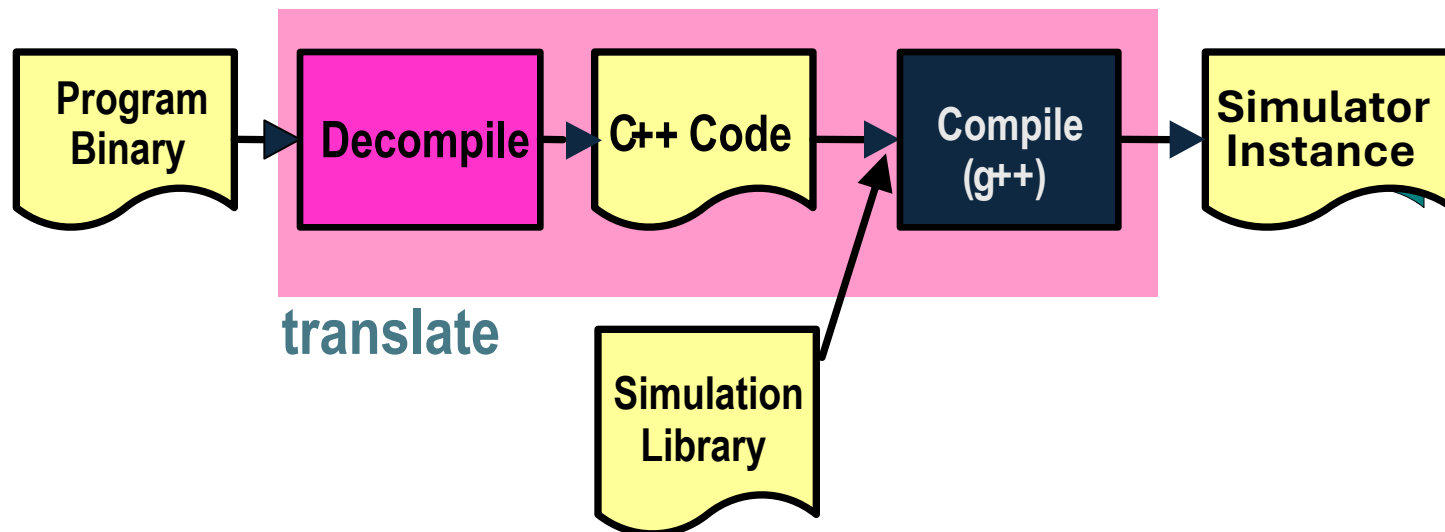 Program
Binary
Decompile
C++ Code
Compile
(g++)
Simulator
Instance
translate
Simulation
Library